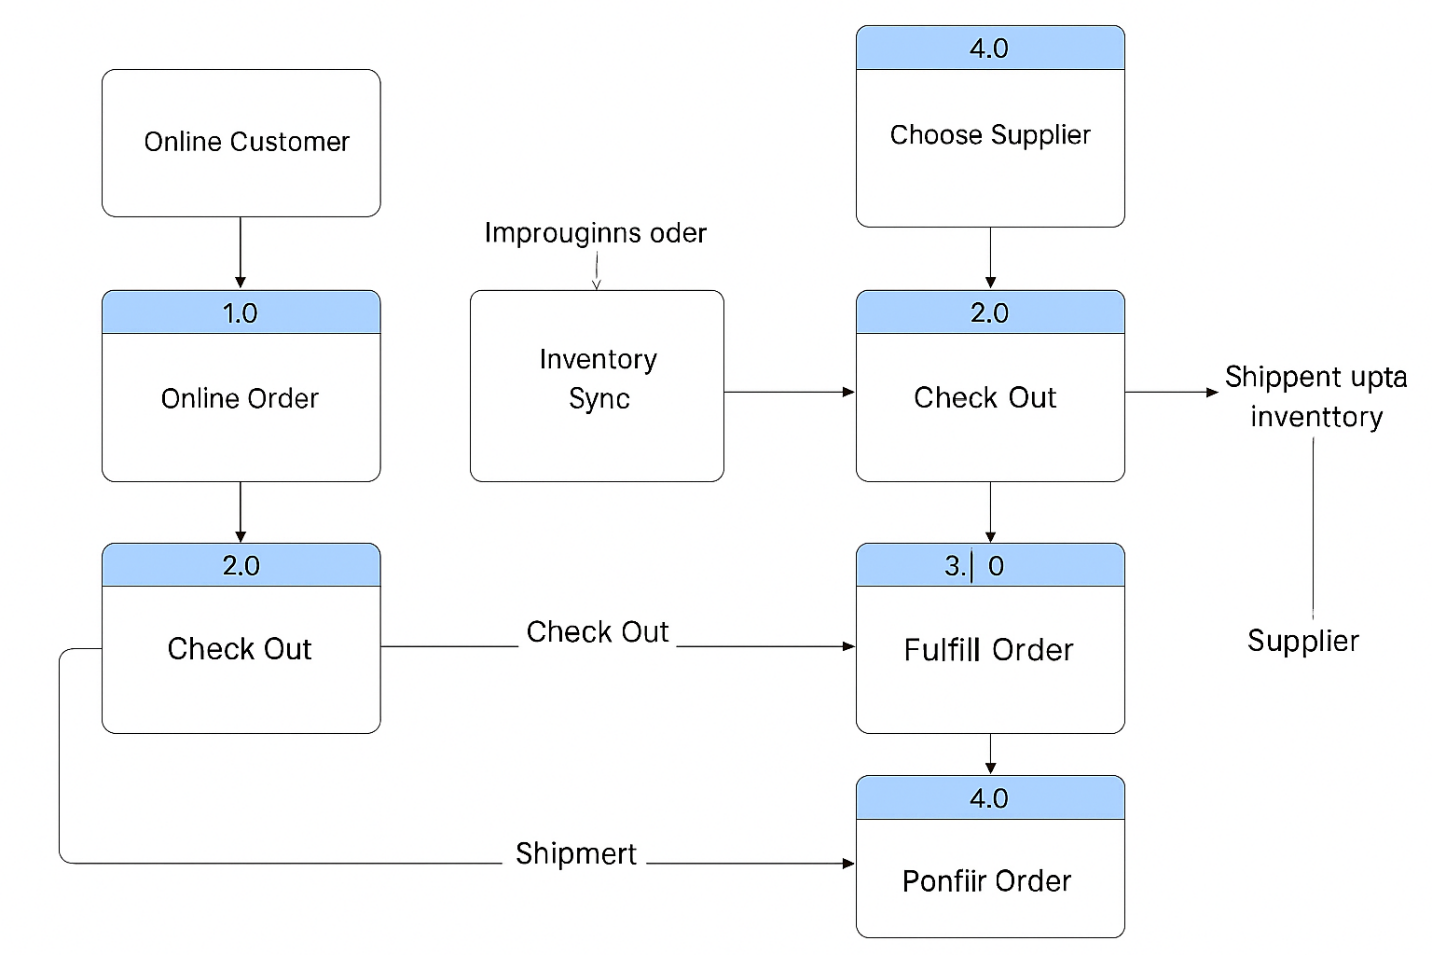 4.0
Online Customer
Choose Supplier
Improuginns oder
1.0
2.0
Inventory
Sync
Online Order
Check Out
Shippent upta
inventtory
2.0
3.| 0
Check Out
Check Out
Fulfill Order
Supplier
4.0
Shipmert
Ponfiir Order